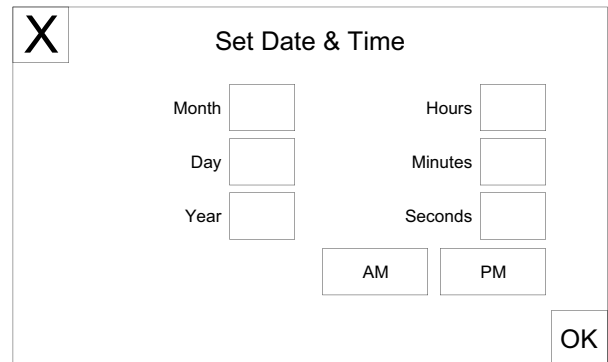 X
Set Date & Time
Month
Hours
Day
Minutes
Year
Seconds
AM
PM
OK